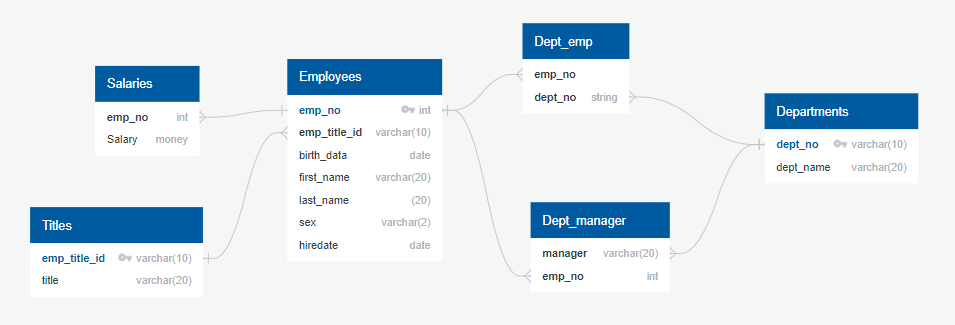 Salaries
emp_no int
Salary money
Titles
emp_title_id varchar(10)
title varchar(20)
Employees
emp_no int
emp_title_id varchar(10)
birth_data date
first_name varchar(20)
last_name (20)
sex varchar(2)
hiredate date
Dept_emp
emp_no
dept_no string
Dept_manager
manager varchar(20)
emp_no int
Departments
dept_no varchar(10)
dept_name varchar(20)